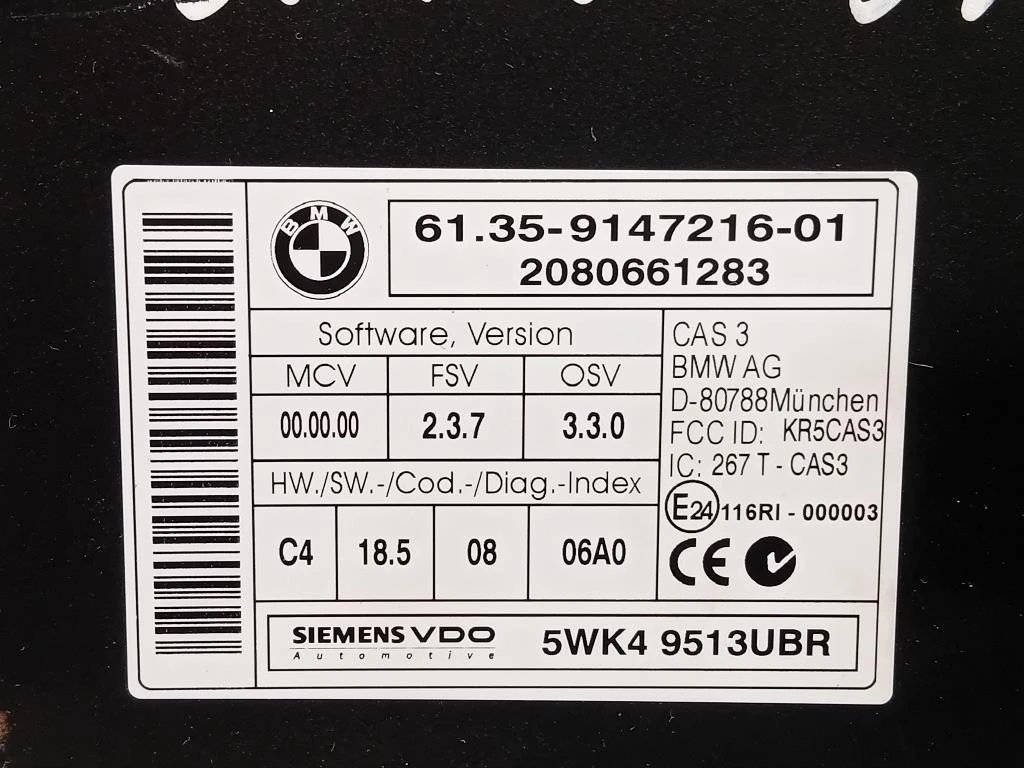 BMW
61.35-9147216-01
2080661283
Software, Version
MCV FSV OSV
00.00.00 2.3.7 3.3.0
HW./SW.-/Cod.-/Diag.-Index
C4 18.5 08 06A0
CAS 3
BMW AG
D-80788München
FCC ID: KR5CAS3
IC: 267 T - CAS3
E24 116RI - 000003
CE
SIEMENS VDO
Automotive
5WK4 9513UBR